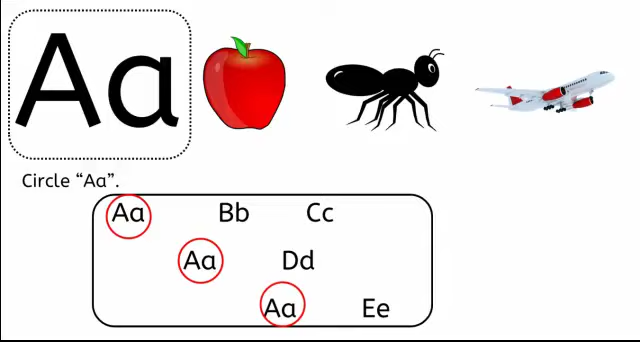 Aa
Circle “Aa”.
Aa Bb Cc
Aa Dd
Aa Ee